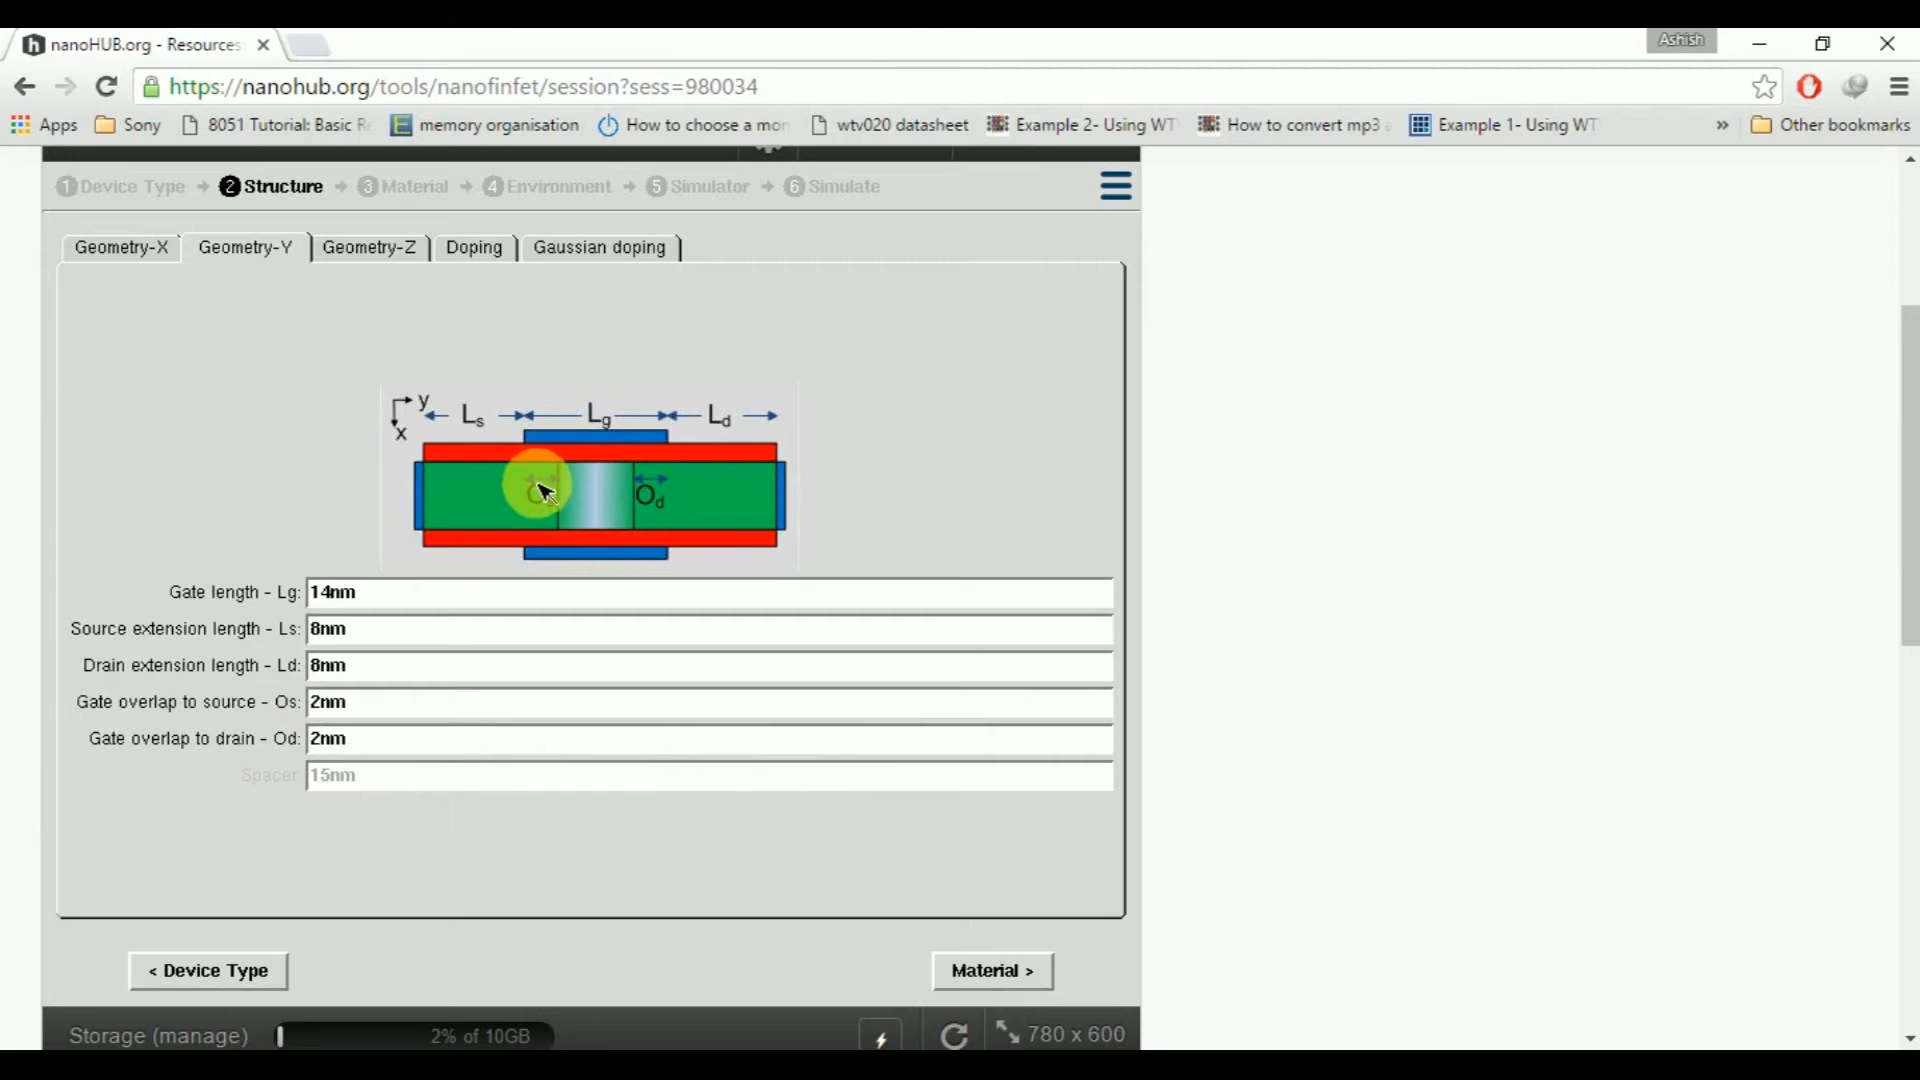 nanoHUB.org - Resources:
Ashish
https://nanohub.org/tools/nanofinfet/session?sess=980034
Apps Sony 8051 Tutorial: Basic R memory organisation How to choose a mo wtv020 datasheet Example 2- Using WT How to convert mp3 Example 1- Using WT » Other bookmarks
1 Device Type → 2 Structure → 3 Material → 4 Environment → 5 Simulator → 6 Simulate
Geometry-X Geometry-Y Geometry-Z Doping Gaussian doping
y Ls Lg Ld
x
Od
Gate length - Lg: 14nm
Source extension length - Ls: 8nm
Drain extension length - Ld: 8nm
Gate overlap to source - Os: 2nm
Gate overlap to drain - Od: 2nm
Spacer: 15nm
< Device Type Material >
Storage (manage) 2% of 10GB 780 x 600